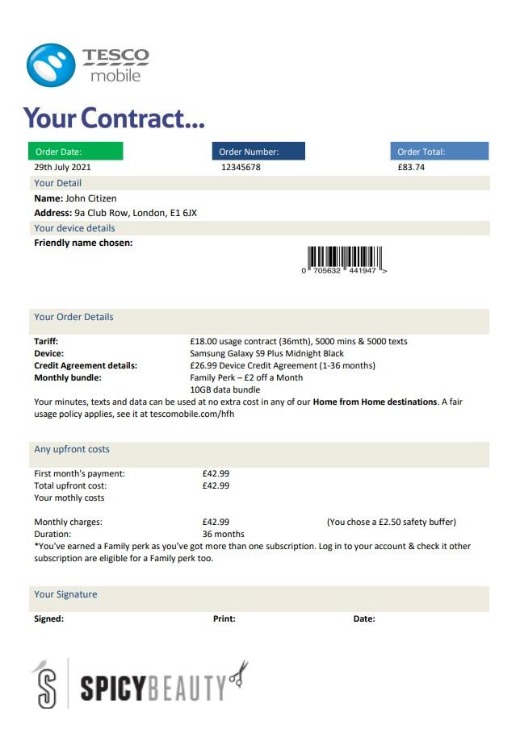 TESCO
mobile
Your Contract...
Order Date: Order Number: Order Total:
29th July 2021 12345678 £83.74
Your Detail
Name: John Citizen
Address: 9a Club Row, London, E1 6JX
Your device details
Friendly name chosen:
0 705632 441947 >
Your Order Details
Tariff: £18.00 usage contract (36mth), 5000 mins & 5000 texts
Device: Samsung Galaxy S9 Plus Midnight Black
Credit Agreement details: £26.99 Device Credit Agreement (1-36 months)
Monthly bundle: Family Perk – £2 off a Month
10GB data bundle
Your minutes, texts and data can be used at no extra cost in any of our Home from Home destinations. A fair
usage policy applies, see it at tescomobile.com/hfh
Any upfront costs
First month's payment: £42.99
Total upfront cost: £42.99
Your mothly costs
Monthly charges: £42.99 (You chose a £2.50 safety buffer)
Duration: 36 months
*You've earned a Family perk as you've got more than one subscription. Log in to your account & check it other
subscription are eligible for a Family perk too.
Your Signature
Signed: Print: Date:
S SPICYBEAUTY